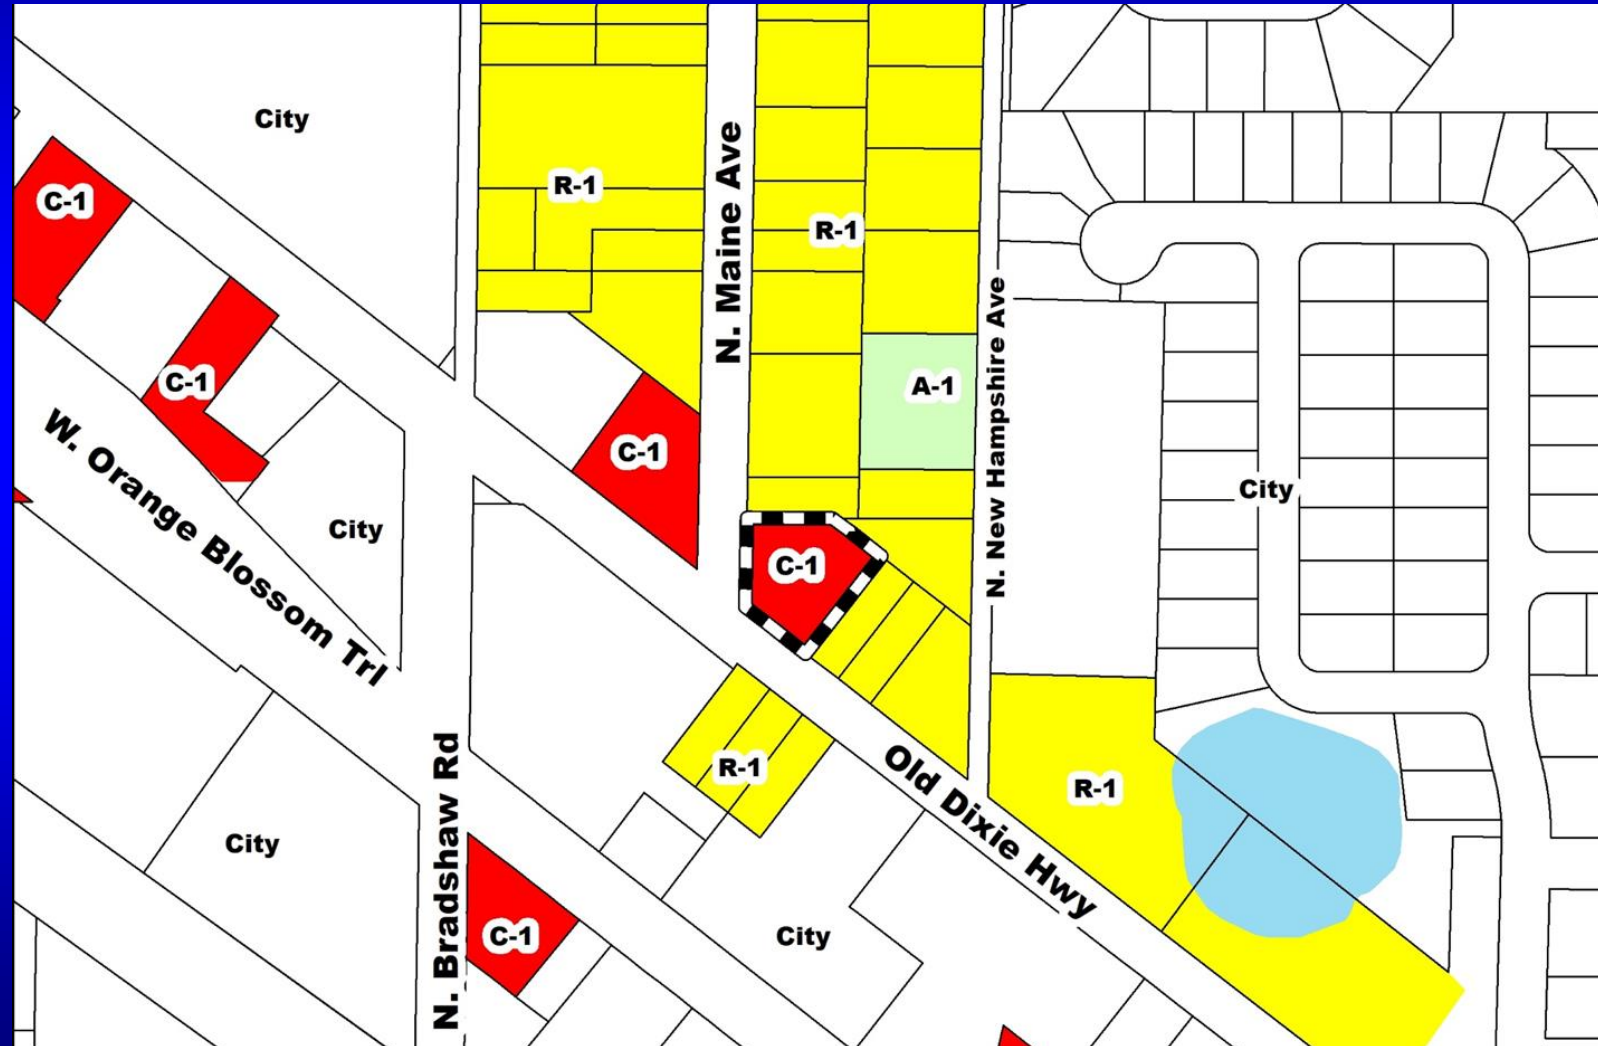 City
C-1
R-1
N. Maine Ave
R-1
C-1
A-1
N. New Hampshire Ave
C-1
City
W. Orange Blossom Trl
City
C-1
R-1
Old Dixie Hwy
R-1
N. Bradshaw Rd
City
C-1
City